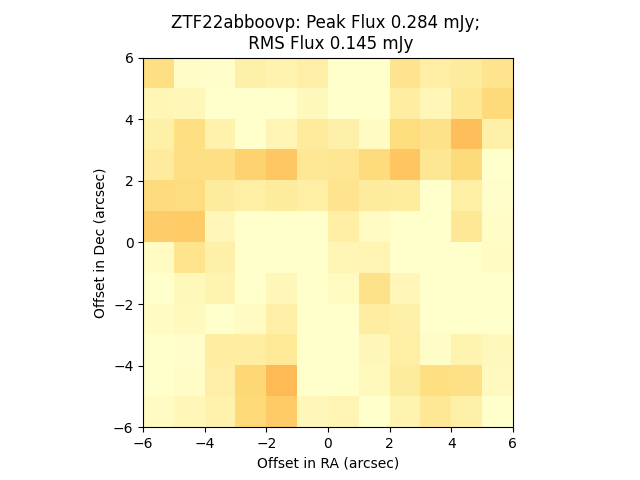 ZTF22abboovp: Peak Flux 0.284 mJy;
RMS Flux 0.145 mJy
6
4
2
0
−2
−4
−6
Offset in Dec (arcsec)
−6 −4 −2 0 2 4 6
Offset in RA (arcsec)